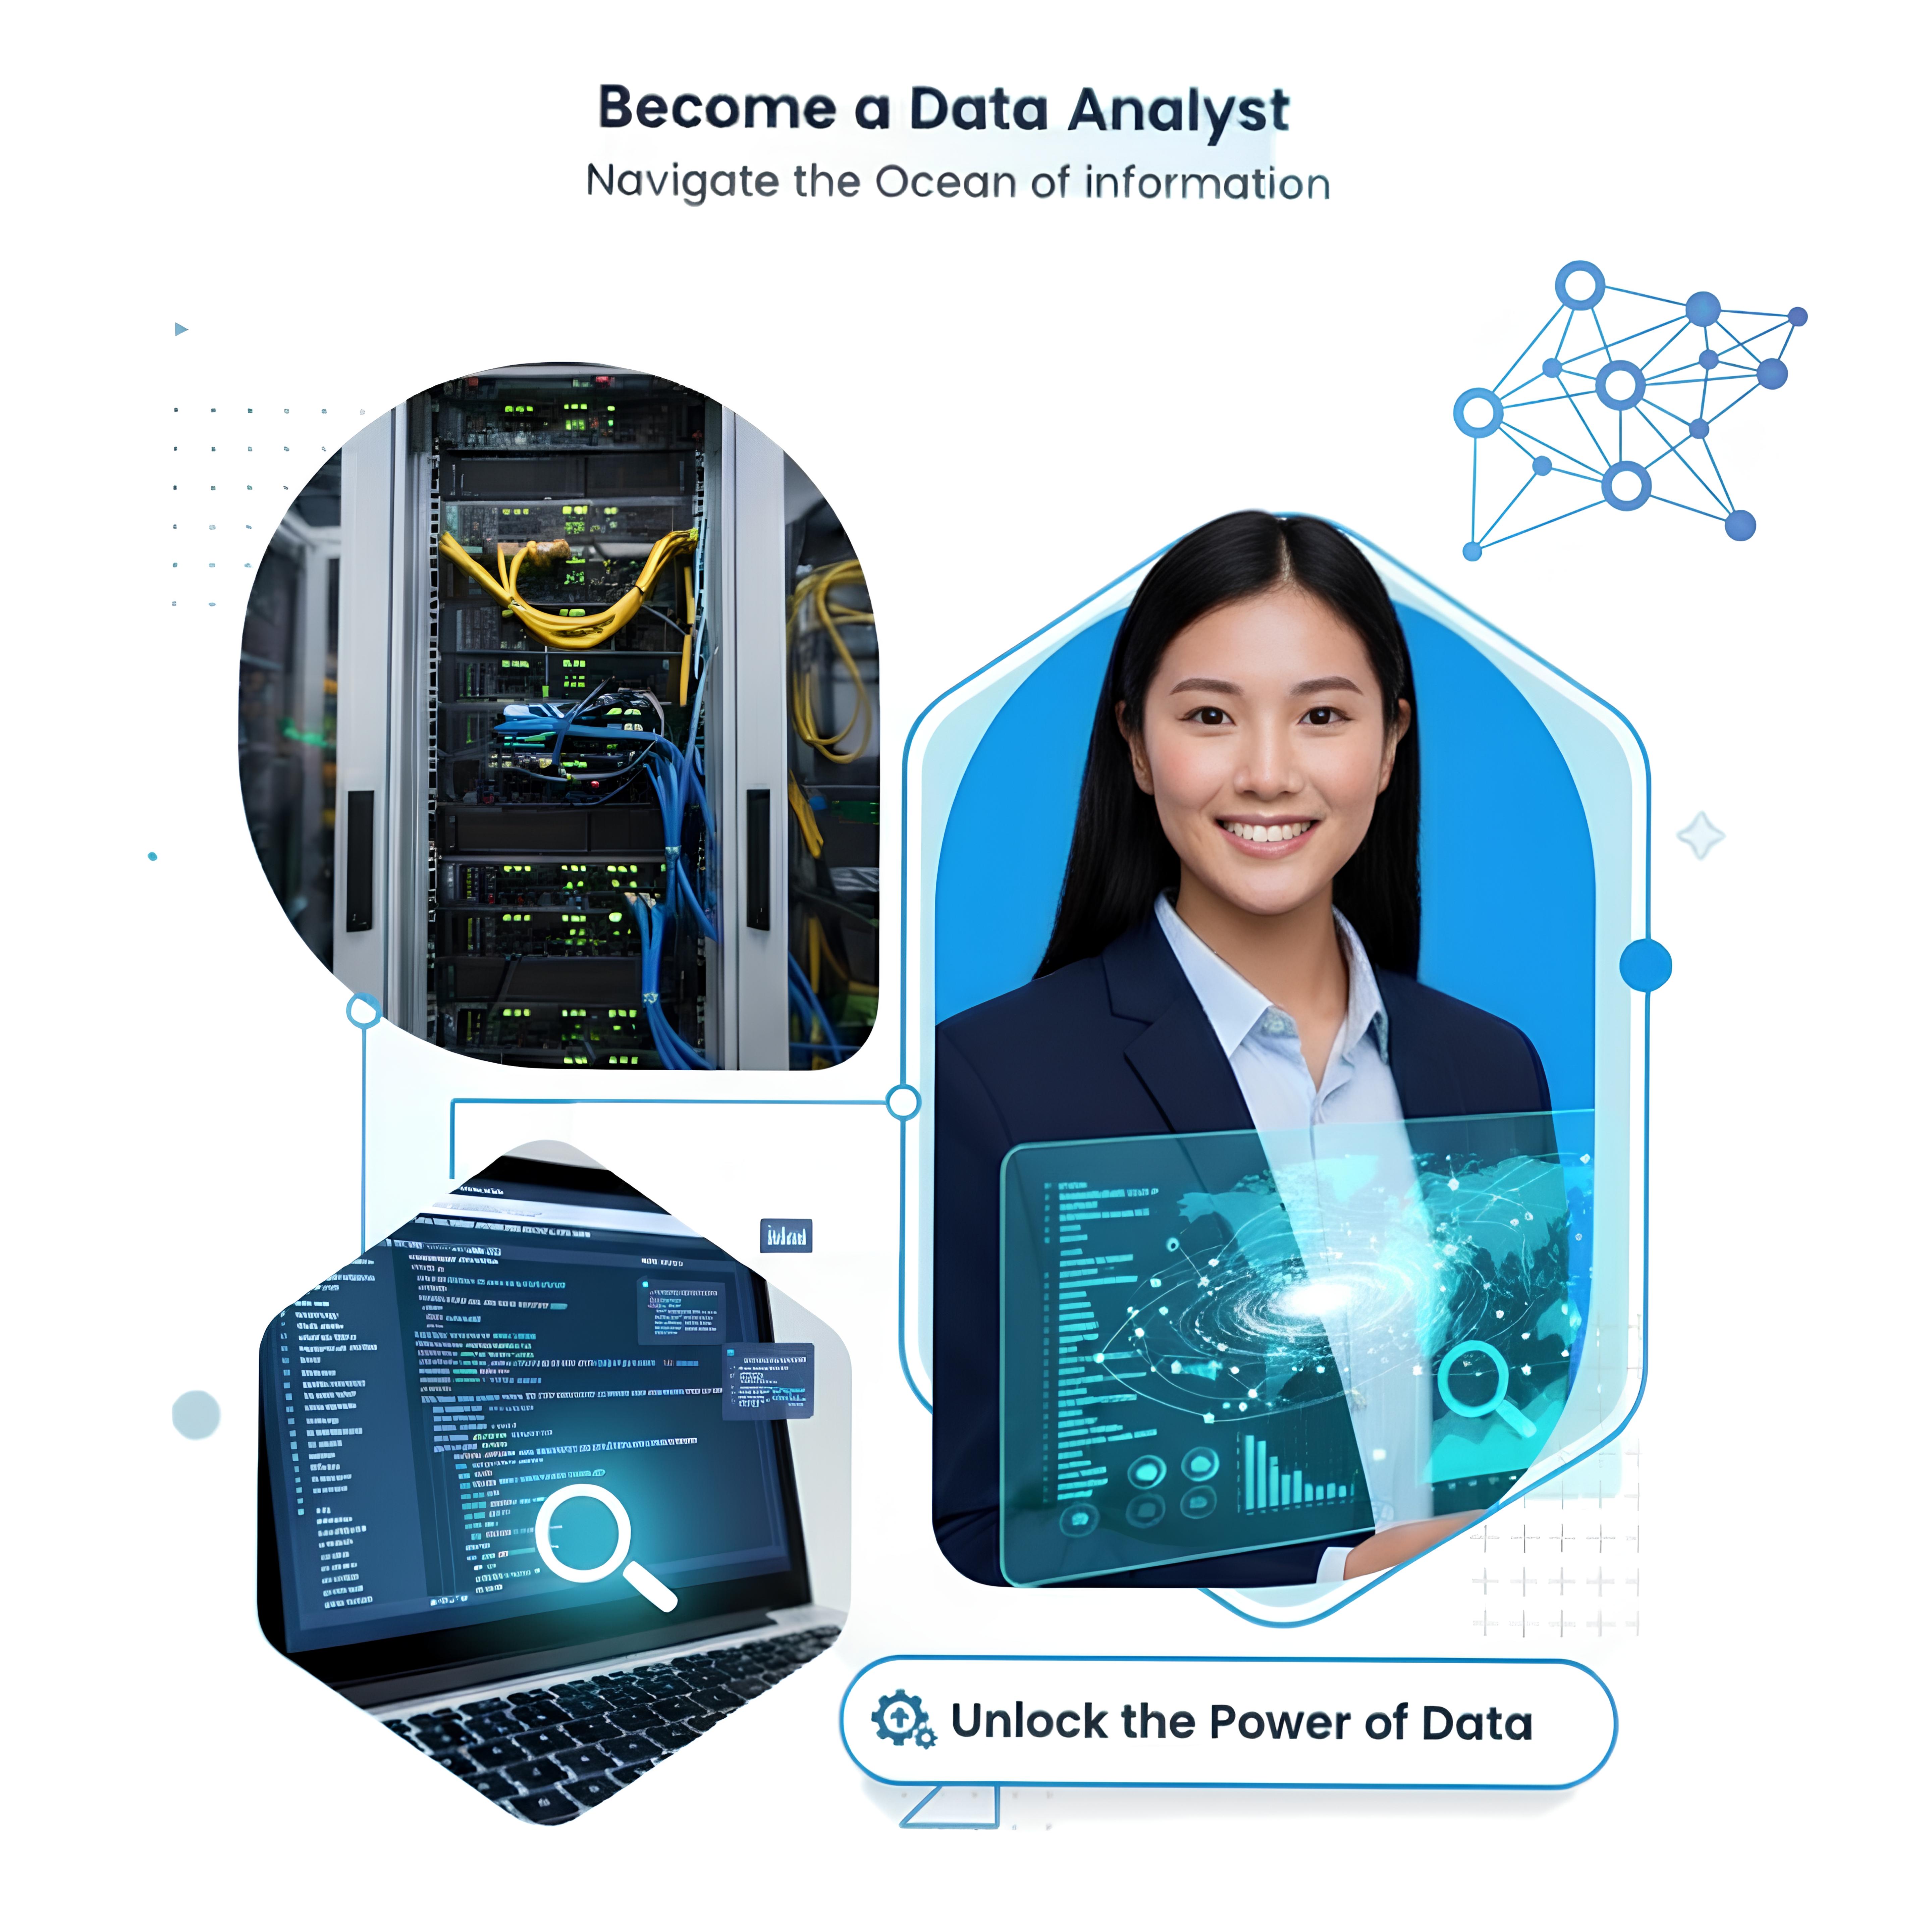 Become a Data Analyst
Navigate the Ocean of information
Unlock the Power of Data